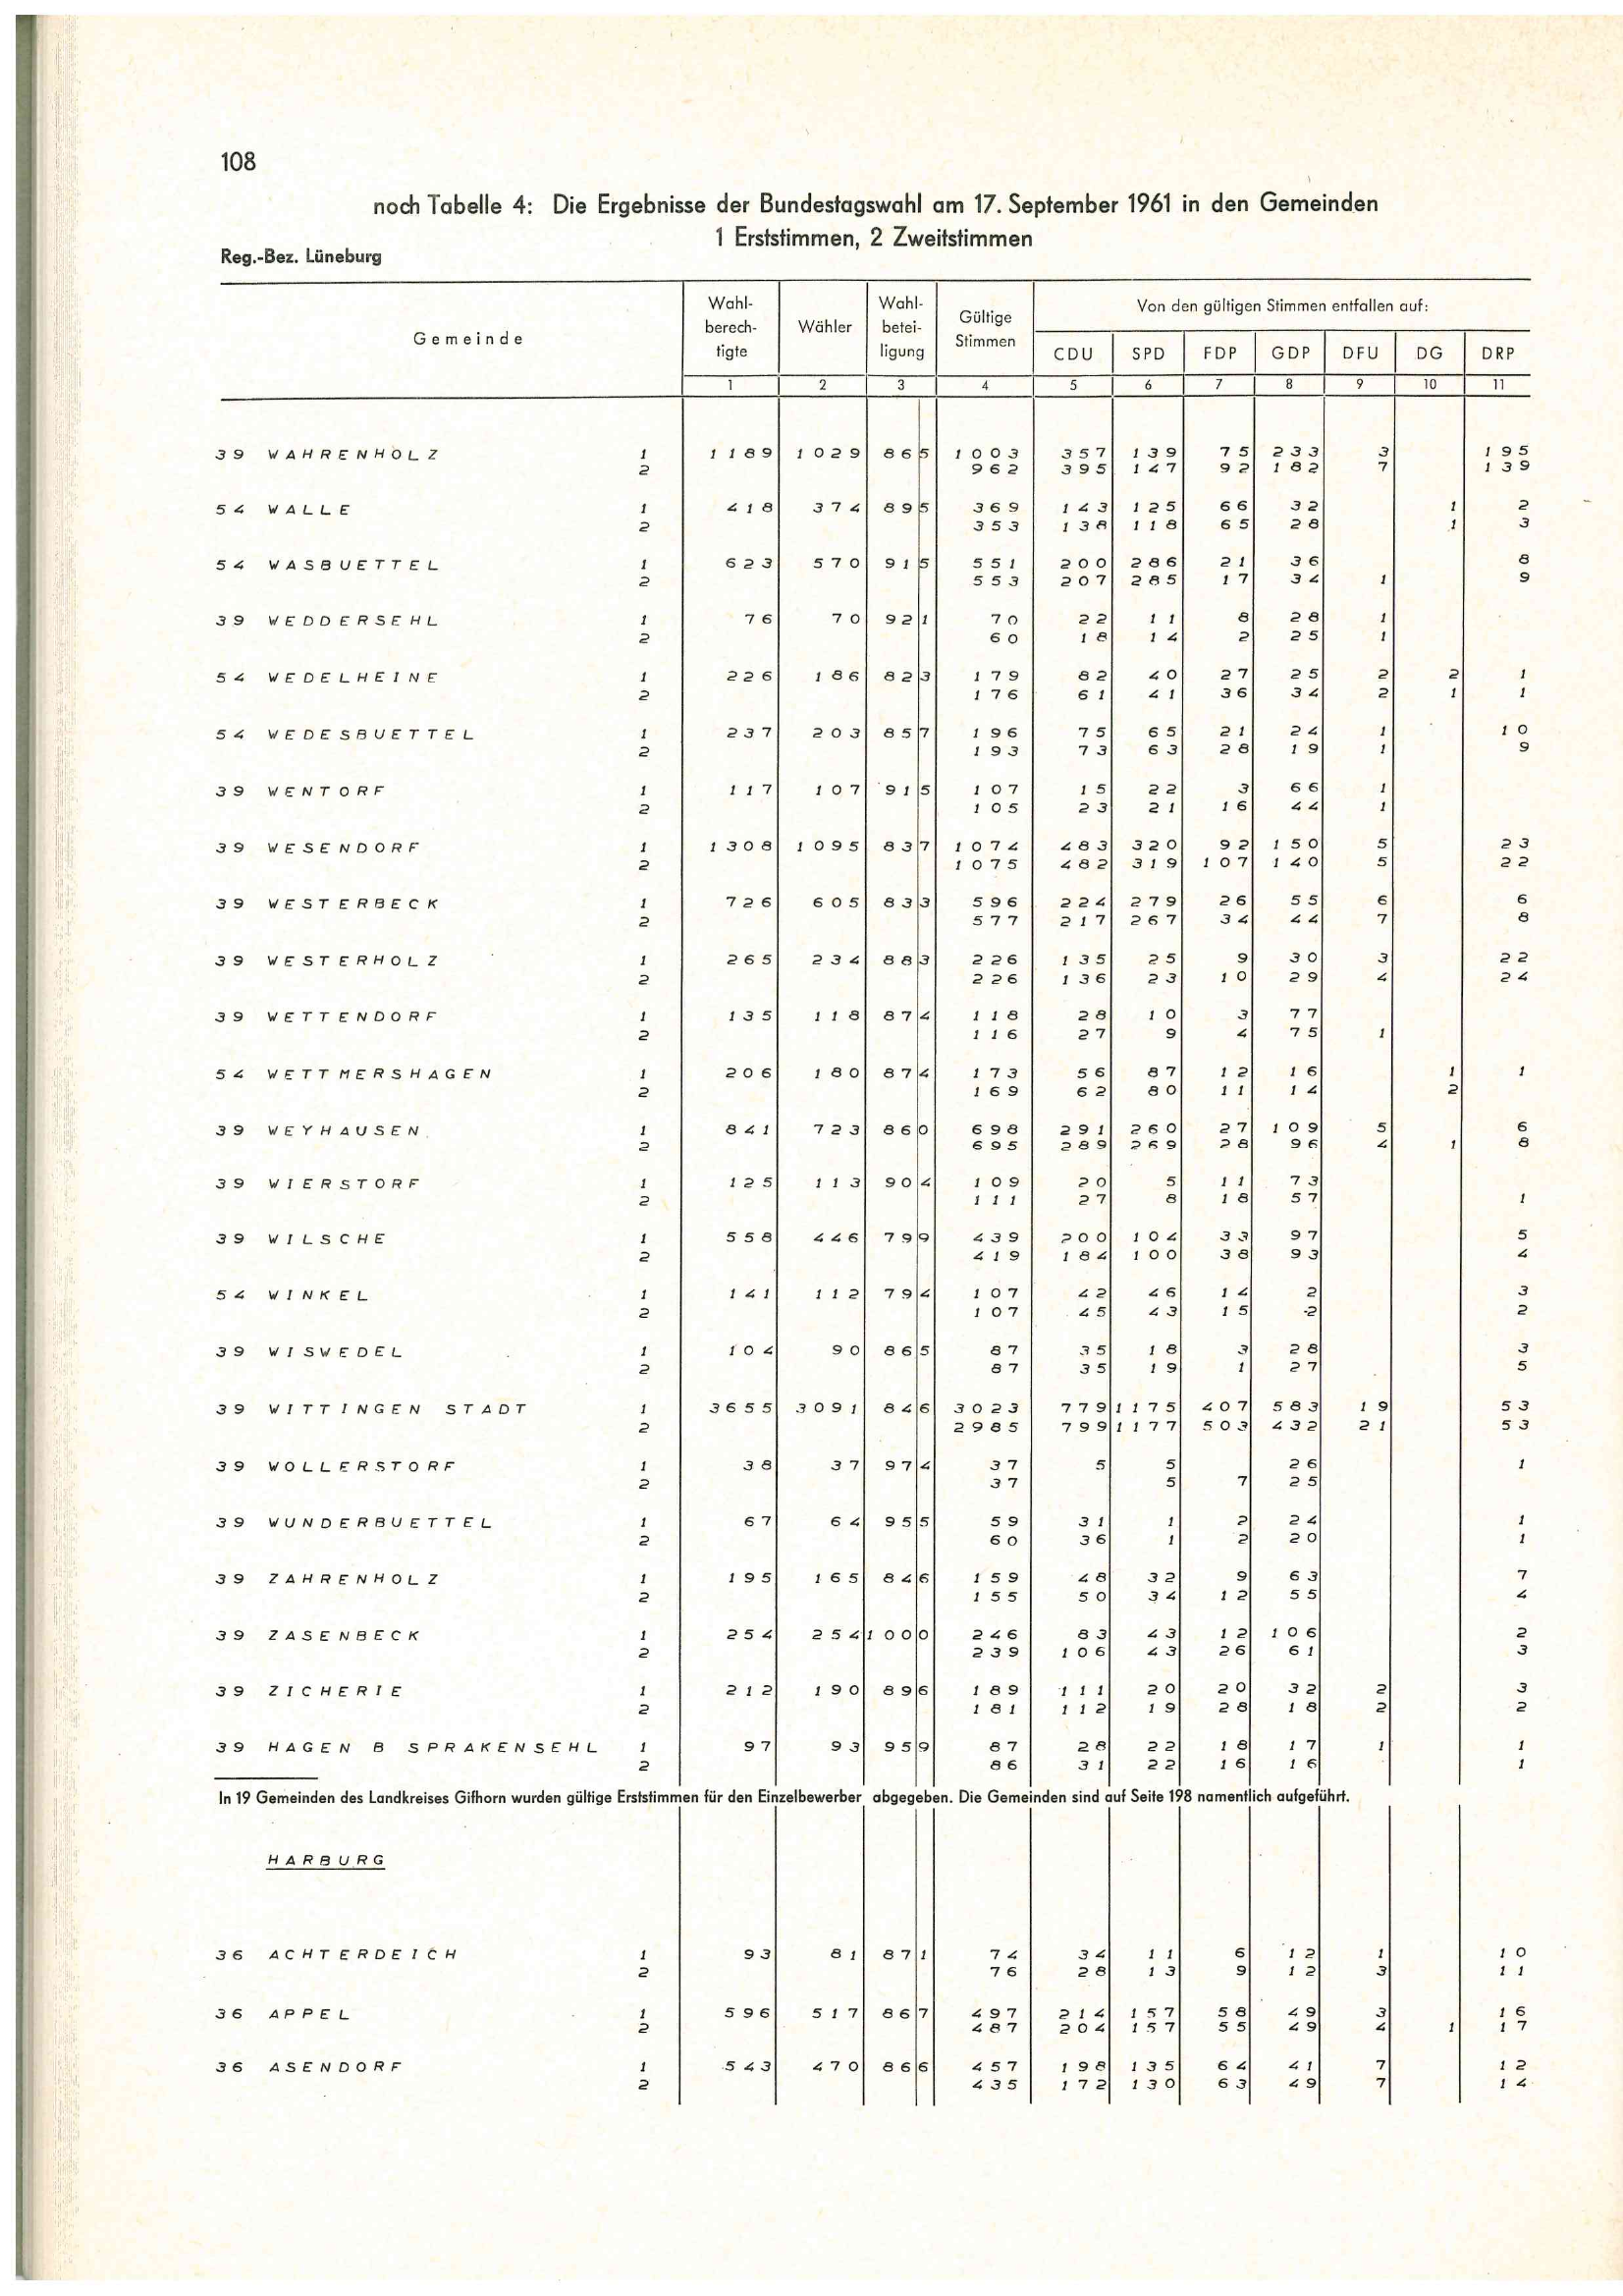 108
noch Tabelle 4: Die Ergebnisse der Bundestagswahl am 17. September 1961 in den Gemeinden
1 Erststimmen, 2 Zweitstimmen
Reg.-Bez. Lüneburg
Gemeinde Wahl-berech-tigte Wähler Wahl-betei-ligung Gültige Stimmen Von den gültigen Stimmen entfallen auf:
CDU SPD FDP GDP DFU DG DRP
1 2 3 4 5 6 7 8 9 10 11
39 WAHRENHOLZ 1 1189 1029 86 5 1003 357 139 75 233 3 195
2 962 395 147 92 182 7 139
54 WALLE 1 418 374 89 5 369 143 125 66 32 1 2
2 353 138 118 65 28 1 3
54 WASBUETTEL 1 623 570 91 5 551 200 286 21 36 8
2 553 207 285 17 34 1 9
39 WEDDERSEHL 1 76 70 92 1 70 22 11 8 28 1
2 60 18 14 2 25 1
54 WEDELHEINE 1 226 186 82 3 179 82 40 27 25 2 2 1
2 176 61 41 36 34 2 1 1
54 WEDESBUETTEL 1 237 203 85 7 196 75 65 21 24 1 10
2 193 73 63 28 19 1 9
39 WENTORF 1 117 107 91 5 107 15 22 3 66 1
2 105 23 21 16 44 1
39 WESENDORF 1 1308 1095 83 7 1074 483 320 92 150 5 23
2 1075 482 319 107 140 5 22
39 WESTERBECK 1 726 605 83 3 596 224 279 26 55 6 6
2 577 217 267 34 44 7 8
39 WESTERHOLZ 1 265 234 88 3 226 135 25 9 30 3 22
2 226 136 23 10 29 4 24
39 WETTENDORF 1 135 118 87 4 118 28 10 3 77
2 116 27 9 4 75 1
54 WETTMERSHAGEN 1 206 180 87 4 173 56 87 12 16 1 1
2 169 62 80 11 14 2
39 WEYHAUSEN 1 841 723 86 0 698 291 260 27 109 5 6
2 695 289 269 28 96 4 1 8
39 WIERSTORF 1 125 113 90 4 109 20 5 11 73
2 111 27 8 18 57 1
39 WILSCHE 1 558 446 79 9 439 200 104 33 97 5
2 419 184 100 38 93 4
54 WINKEL 1 141 112 79 4 107 42 46 14 2 3
2 107 45 43 15 2 2
39 WISWEDEL 1 104 90 86 5 87 35 18 3 28 3
2 87 35 19 1 27 5
39 WITTINGEN STADT 1 3655 3091 84 6 3023 779 1175 407 583 19 53
2 2985 799 1177 503 432 21 53
39 WOLLERSTORF 1 38 37 97 4 37 5 5 26 1
2 37 5 7 25
39 WUNDERBUETTEL 1 67 64 95 5 59 31 1 2 24 1
2 60 36 1 2 20 1
39 ZAHRENHOLZ 1 195 165 84 6 159 48 32 9 63 7
2 155 50 34 12 55 4
39 ZASENBECK 1 254 254 100 0 246 83 43 12 106 2
2 239 106 43 26 61 3
39 ZICHERIE 1 212 190 89 6 189 111 20 20 32 2 3
2 181 112 19 28 18 2 2
39 HAGEN B SPRAKENSEHL 1 97 93 95 9 87 28 22 18 17 1 1
2 86 31 22 16 16 1
In 19 Gemeinden des Landkreises Gifhorn wurden gültige Erststimmen für den Einzelbewerber abgegeben. Die Gemeinden sind auf Seite 198 namentlich aufgeführt.
HARBURG
36 ACHTERDEICH 1 93 81 87 1 74 34 11 6 12 1 10
2 76 28 13 9 12 3 11
36 APPEL 1 596 517 86 7 497 214 157 58 49 3 16
2 487 204 157 55 49 4 1 17
36 ASENDORF 1 543 470 86 6 457 198 135 64 41 7 12
2 435 172 130 63 49 7 14